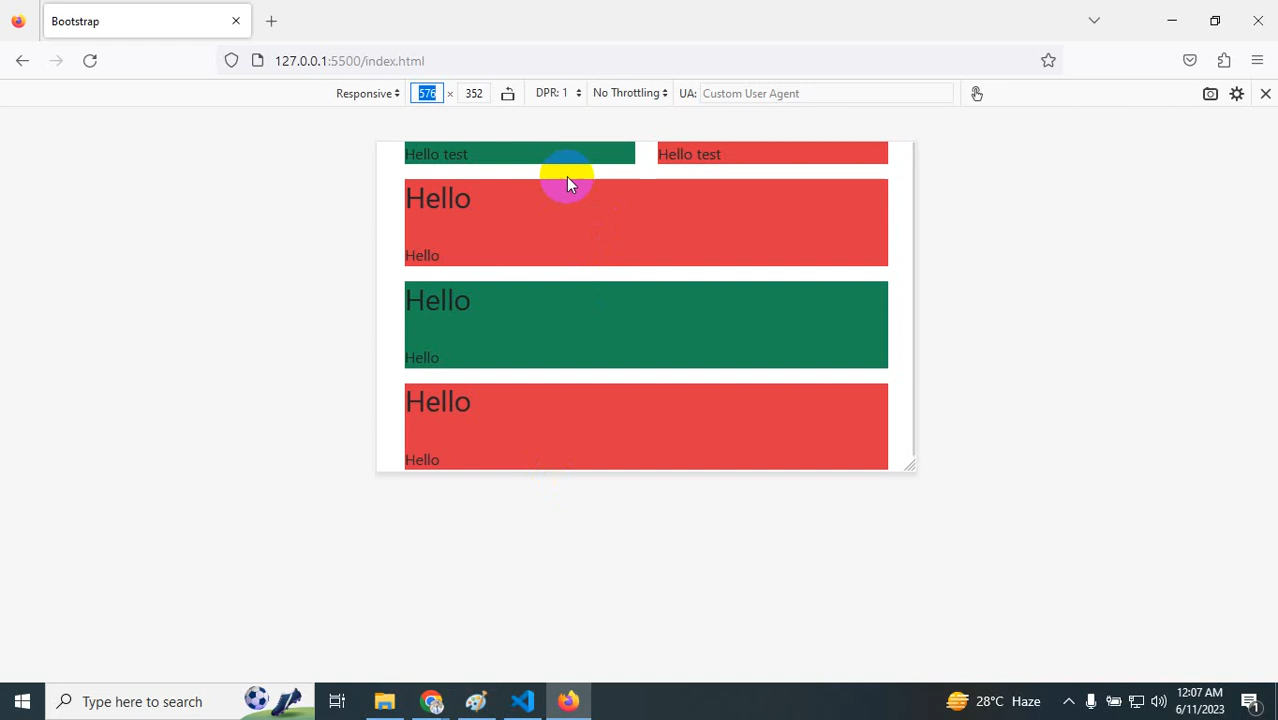 Bootstrap
127.0.0.1:5500/index.html
Responsive 576 × 352 DPR: 1 No Throttling UA: Custom User Agent
Hello test Hello test
Hello
Hello
Hello
Hello
Hello
Hello
Type here to search
28°C Haze
12:07 AM
6/11/2023
1